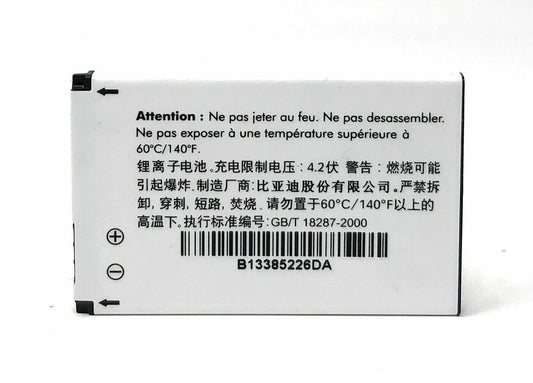 Attention : Ne pas jeter au feu. Ne pas desassembler.
Ne pas exposer à une température supérieure à
60°C/140°F.
锂离子电池。充电限制电压：4.2伏 警告：燃烧可能
引起爆炸。制造厂商：比亚迪股份有限公司。严禁拆
卸，穿刺，短路，焚烧。请勿置于60°C/140°F以上的
高温下。执行标准编号：GB/T 18287-2000
B13385226DA